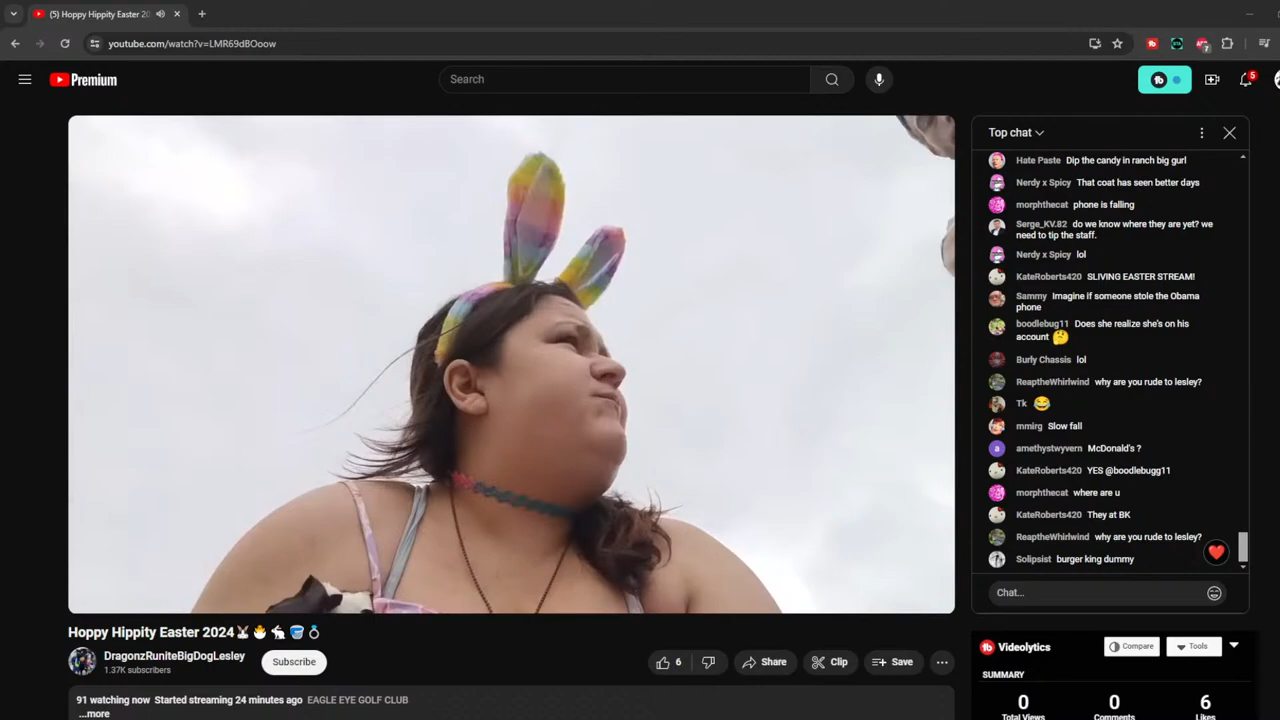 (5) Hoppy Hippity Easter 20
youtube.com/watch?v=LMR69dBOoow
7
Premium
Search
5
Top chat
Hate Paste Dip the candy in ranch big gurl
Nerdy x Spicy That coat has seen better days
morphthecat phone is falling
Serge_KV.82 do we know where they are yet? we
need to tip the staff.
Nerdy x Spicy lol
KateRoberts420 SLIVING EASTER STREAM!
Sammy Imagine if someone stole the Obama
phone
boodlebug11 Does she realize she's on his
account 🤔
Burly Chassis lol
ReaptheWhirlwind why are you rude to lesley?
Tk 😂
mmirg Slow fall
a amethystwyvern McDonald's ?
KateRoberts420 YES @boodlebugg11
morphthecat where are u
KateRoberts420 They at BK
ReaptheWhirlwind why are you rude to lesley?
Solipsist burger king dummy
Chat...
Hoppy Hippity Easter 2024🐰🐣🐇🪣💍
DragonzRuniteBigDogLesley
1.37K subscribers
Subscribe
6
Share
Clip
Save
91 watching now Started streaming 24 minutes ago EAGLE EYE GOLF CLUB
...more
Videolytics
Compare
Tools
SUMMARY
0
Total Views
0
Comments
6
Likes